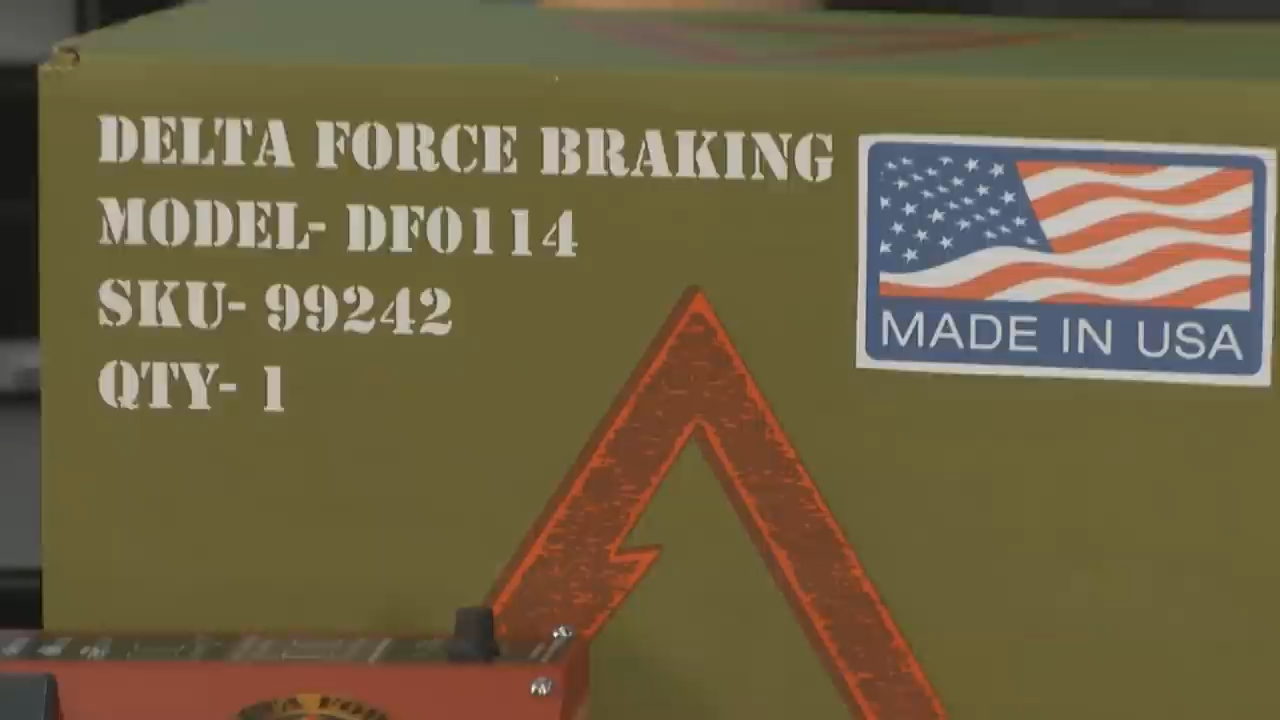 DELTA FORCE BRAKING
MODEL- DF0114
SKU- 99242
QTY- 1
MADE IN USA